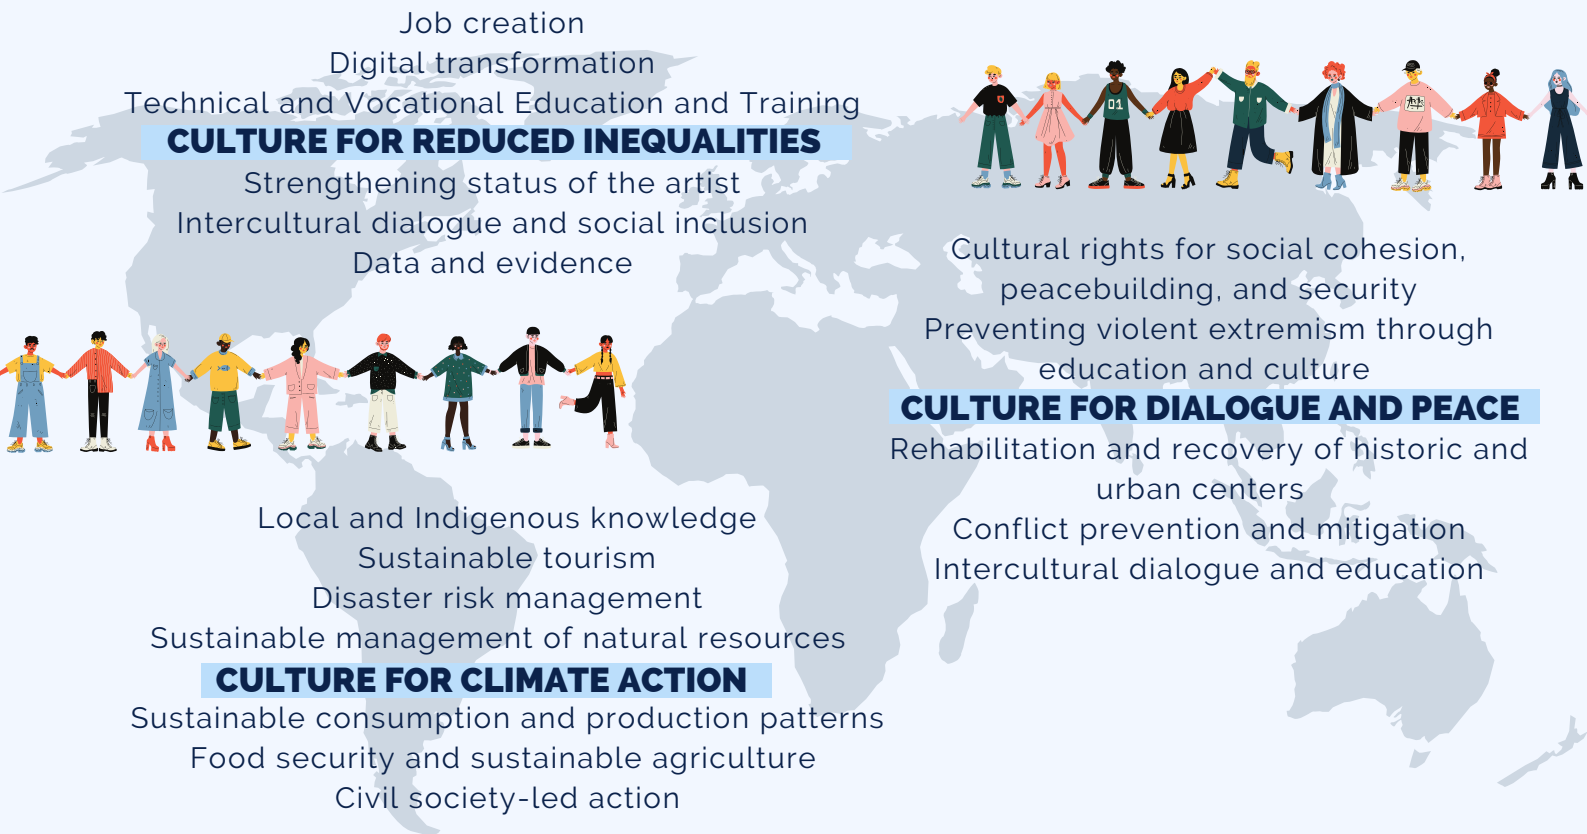 Job creation
Digital transformation
Technical and Vocational Education and Training
CULTURE FOR REDUCED INEQUALITIES
Strengthening status of the artist
Intercultural dialogue and social inclusion
Data and evidence
01
Cultural rights for social cohesion,
peacebuilding, and security
Preventing violent extremism through
education and culture
CULTURE FOR DIALOGUE AND PEACE
Rehabilitation and recovery of historic and
urban centers
Conflict prevention and mitigation
Intercultural dialogue and education
Local and Indigenous knowledge
Sustainable tourism
Disaster risk management
Sustainable management of natural resources
CULTURE FOR CLIMATE ACTION
Sustainable consumption and production patterns
Food security and sustainable agriculture
Civil society-led action